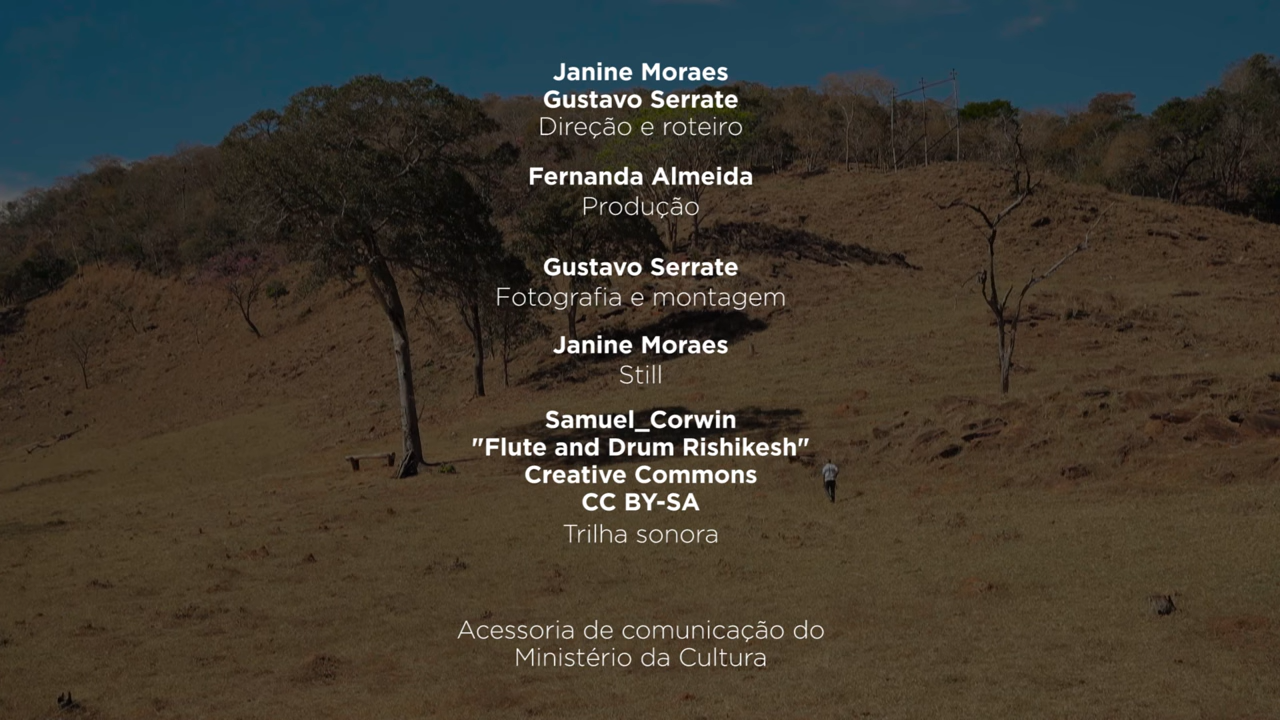 Janine Moraes
Gustavo Serrate
Direção e roteiro
Fernanda Almeida
Produção
Gustavo Serrate
Fotografia e montagem
Janine Moraes
Still
Samuel_Corwin
"Flute and Drum Rishikesh"
Creative Commons
CC BY-SA
Trilha sonora
Acessoria de comunicação do
Ministério da Cultura